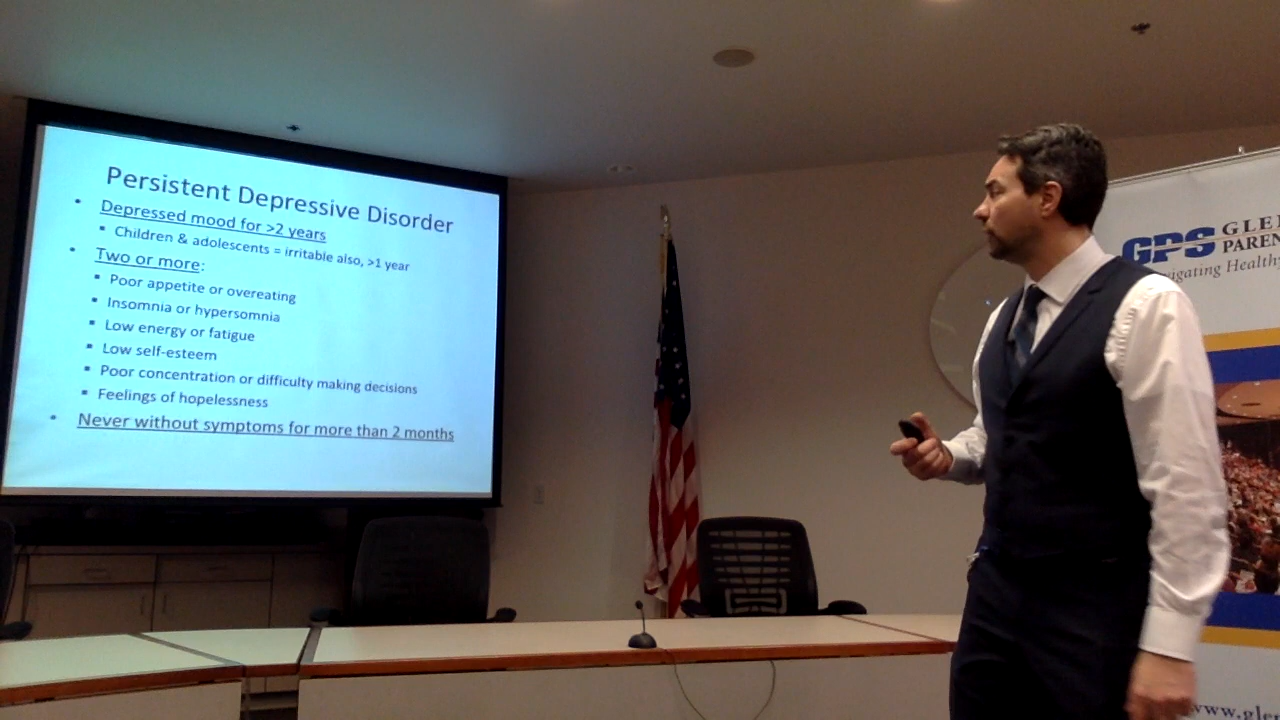 Persistent Depressive Disorder
• Depressed mood for >2 years
▪ Children & adolescents = irritable also, >1 year
• Two or more:
▪ Poor appetite or overeating
▪ Insomnia or hypersomnia
▪ Low energy or fatigue
▪ Low self-esteem
▪ Poor concentration or difficulty making decisions
▪ Feelings of hopelessness
• Never without symptoms for more than 2 months
GPS
Healthy